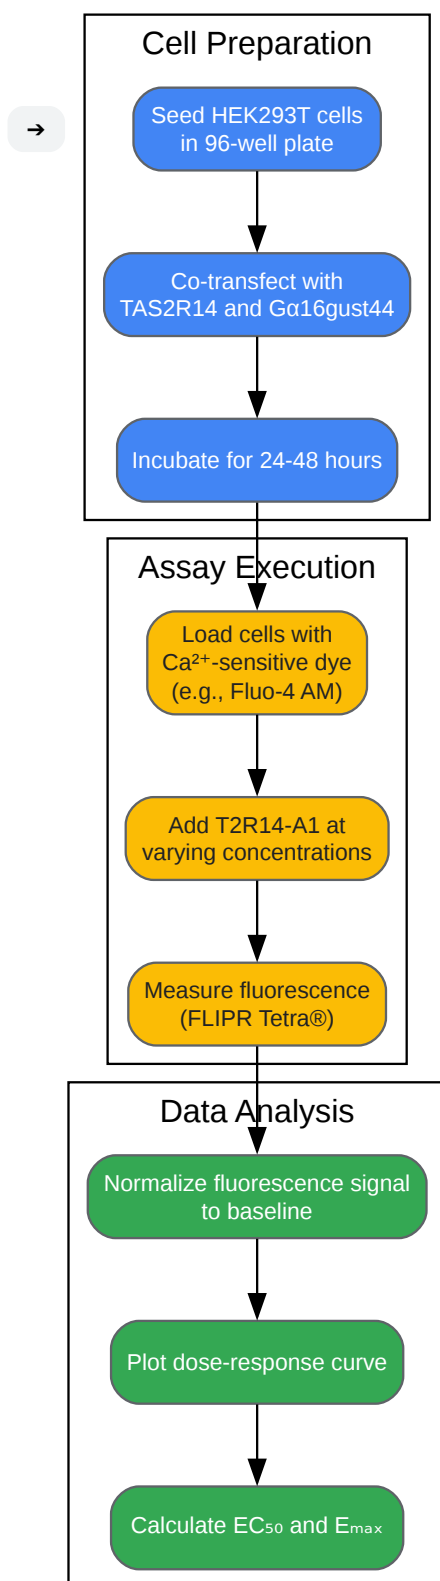 Cell Preparation
➔
Seed HEK293T cells
in 96-well plate
Co-transfect with
TAS2R14 and Gα16gust44
Incubate for 24-48 hours
Assay Execution
Load cells with
Ca²⁺-sensitive dye
(e.g., Fluo-4 AM)
Add T2R14-A1 at
varying concentrations
Measure fluorescence
(FLIPR Tetra®)
Data Analysis
Normalize fluorescence signal
to baseline
Plot dose-response curve
Calculate EC₅₀ and Eₘₐₓ